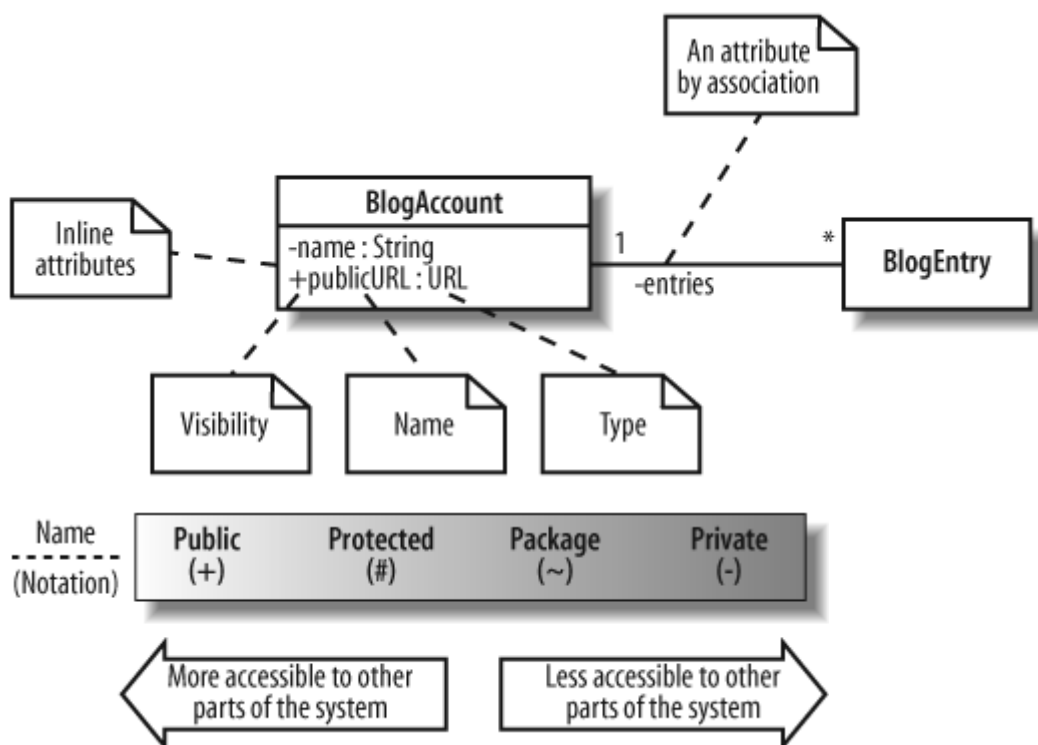 An attribute
by association
BlogAccount
-name : String
+publicURL : URL
Inline
attributes
1
*
-entries
BlogEntry
Visibility
Name
Type
Name
(Notation)
Public
(+)
Protected
(#)
Package
(~)
Private
(-)
More accessible to other
parts of the system
Less accessible to other
parts of the system